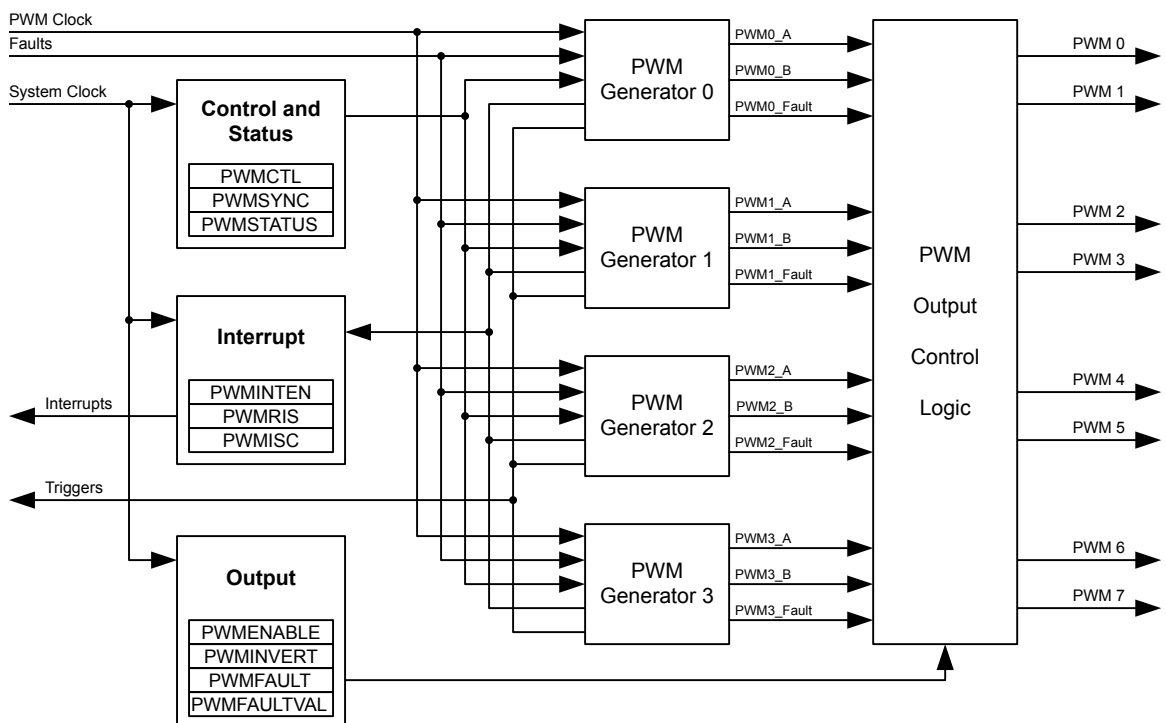 PWM Clock
Faults
System Clock
Control and
Status
PWMCTL
PWMSYNC
PWMSTATUS
Interrupt
PWMINTEN
PWMRIS
PWMISC
Interrupts
Triggers
Output
PWMENABLE
PWMINVERT
PWMFAULT
PWMFAULTVAL
PWM
Generator 0
PWM0_A
PWM0_B
PWM0_Fault
PWM
Generator 1
PWM1_A
PWM1_B
PWM1_Fault
PWM
Generator 2
PWM2_A
PWM2_B
PWM2_Fault
PWM
Generator 3
PWM3_A
PWM3_B
PWM3_Fault
PWM
Output
Control
Logic
PWM 0
PWM 1
PWM 2
PWM 3
PWM 4
PWM 5
PWM 6
PWM 7